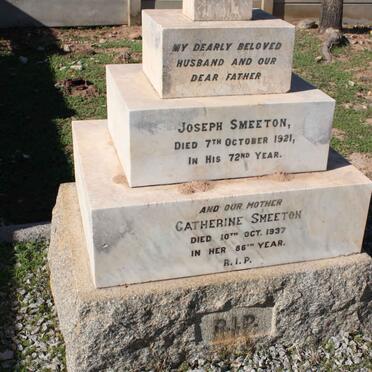 MY DEARLY BELOVED
HUSBAND AND OUR
DEAR FATHER
JOSEPH SMEETON,
DIED 7TH OCTOBER 1921,
IN HIS 72ND YEAR.
AND OUR MOTHER
CATHERINE SMEETON
DIED 10TH OCT. 1937
IN HER 86TH YEAR.
R.I.P.
R.I.P.